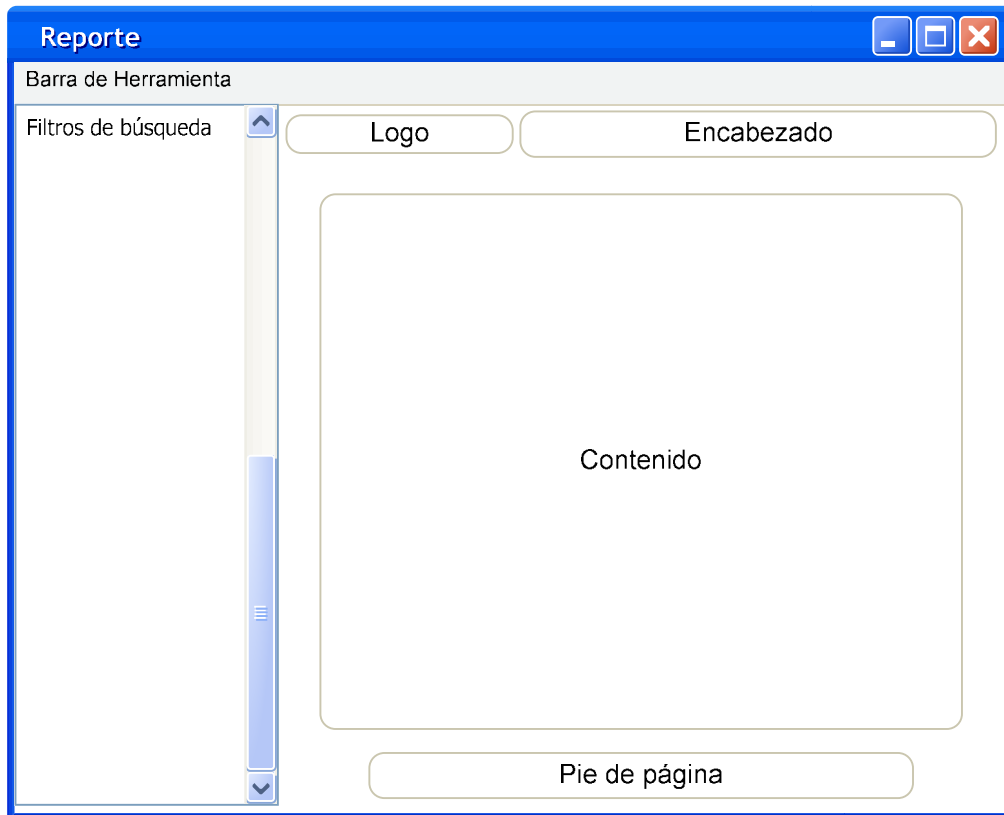 Reporte
Barra de Herramienta
Filtros de búsqueda
Logo
Encabezado
Contenido
Pie de página